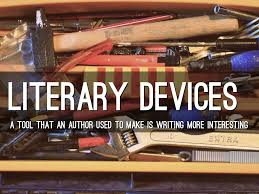 LITERARY DEVICES
A TOOL THAT AN AUTHOR USED TO MAKE IS WRITING MORE INTERESTING